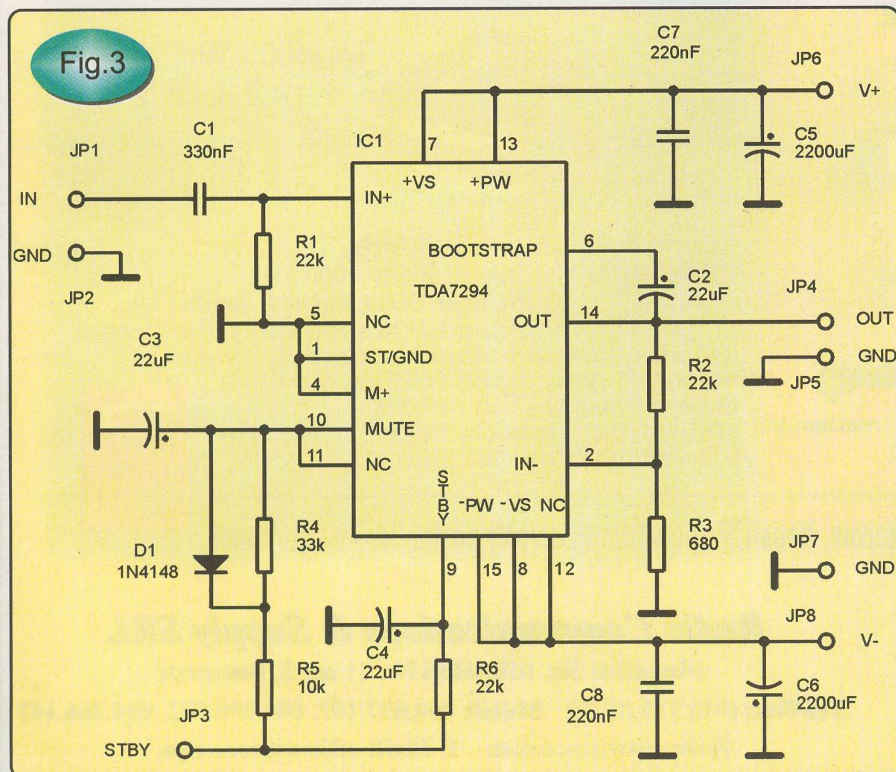 Fig.3
C7
220nF
JP6
V+
C1
330nF
JP1
IC1
7
13
C5
2200uF
+VS
+PW
IN
IN+
GND
JP2
R1
22k
BOOTSTRAP
6
TDA7294
C2
22uF
JP4
C3
22uF
5
NC
OUT
14
OUT
1
ST/GND
GND
4
M+
R2
22k
JP5
10
MUTE
11
NC
IN-
2
STBY
-PW
-VS
NC
D1
1N4148
R4
33k
R3
680
JP7
GND
9
15
8
12
JP8
V-
C4
22uF
R5
10k
R6
22k
C8
220nF
C6
2200uF
JP3
STBY